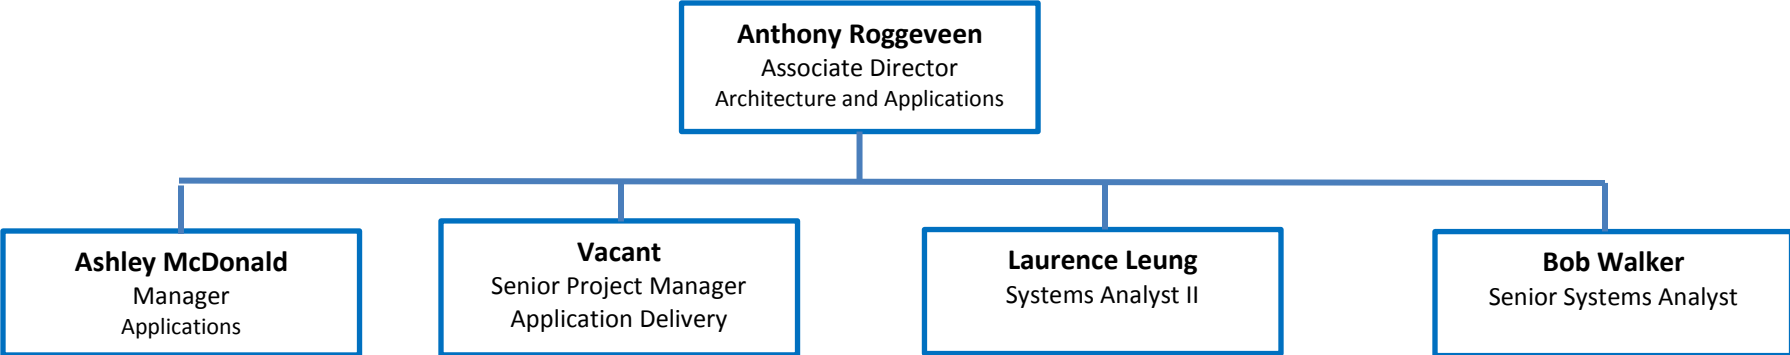 Anthony Roggeveen
Associate Director
Architecture and Applications
Ashley McDonald
Manager
Applications
Vacant
Senior Project Manager
Application Delivery
Laurence Leung
Systems Analyst II
Bob Walker
Senior Systems Analyst